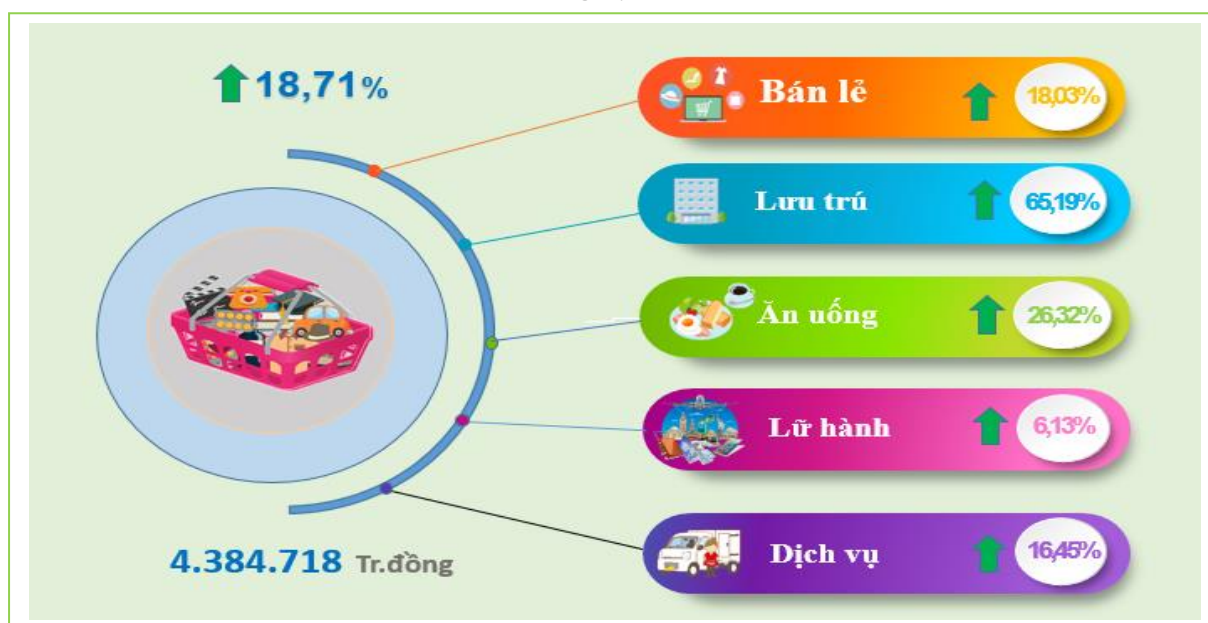 18,71%
Bán lẻ
18,03%
Lưu trú
65,19%
Ăn uống
26,32%
Lữ hành
6,13%
Dịch vụ
16,45%
4.384.718 Tr.đồng